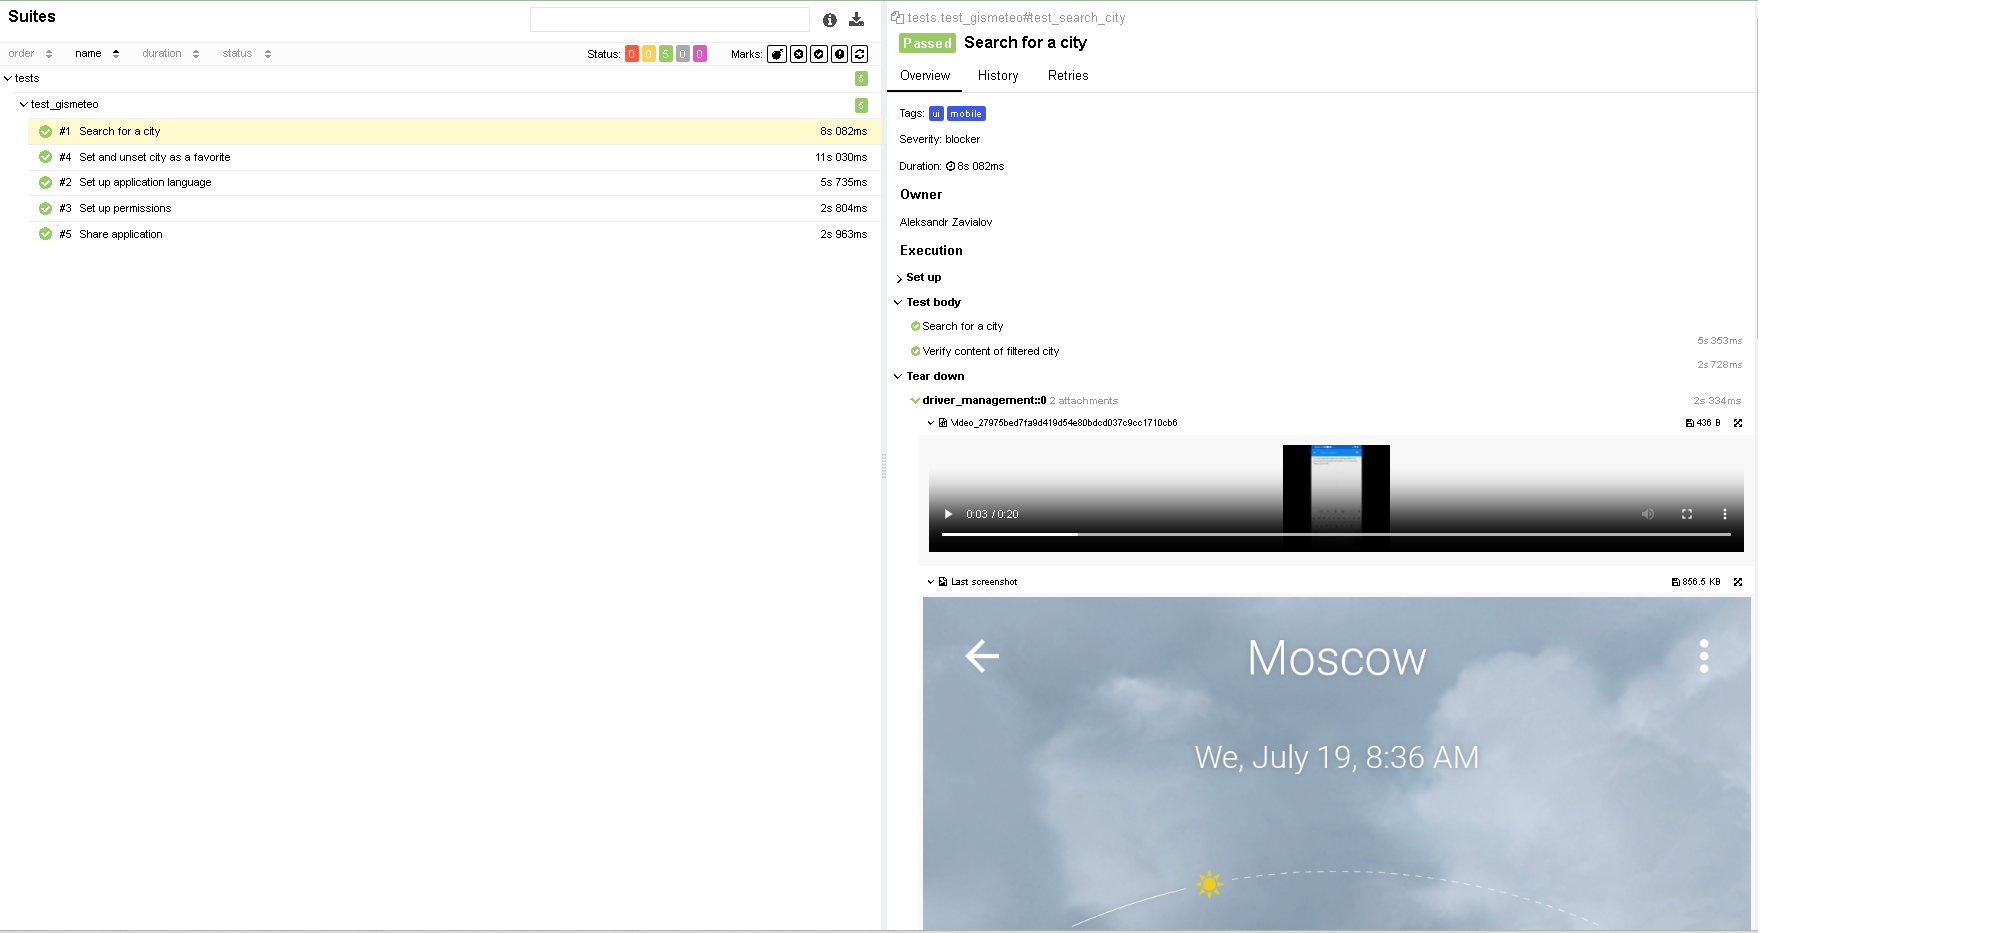 Suites
order name duration status Status: 0 0 5 0 0 Marks:
tests 5
test_gismeteo 5
#1 Search for a city 8s 082ms
#4 Set and unset city as a favorite 11s 030ms
#2 Set up application language 5s 735ms
#3 Set up permissions 2s 804ms
#5 Share application 2s 963ms
tests.test_gismeteo#test_search_city
Passed Search for a city
Overview History Retries
Tags: ui mobile
Severity: blocker
Duration: 8s 082ms
Owner
Aleksandr Zavialov
Execution
Set up
Test body
Search for a city
5s 353ms
Verify content of filtered city
2s 728ms
Tear down
driver_management::0 2 attachments 2s 334ms
video_27975bed7fa9d419d54e80bdcd037c9cc1710cb6 436 B
0:03 / 0:20
Last screenshot 856.5 KB
Moscow
We, July 19, 8:36 AM